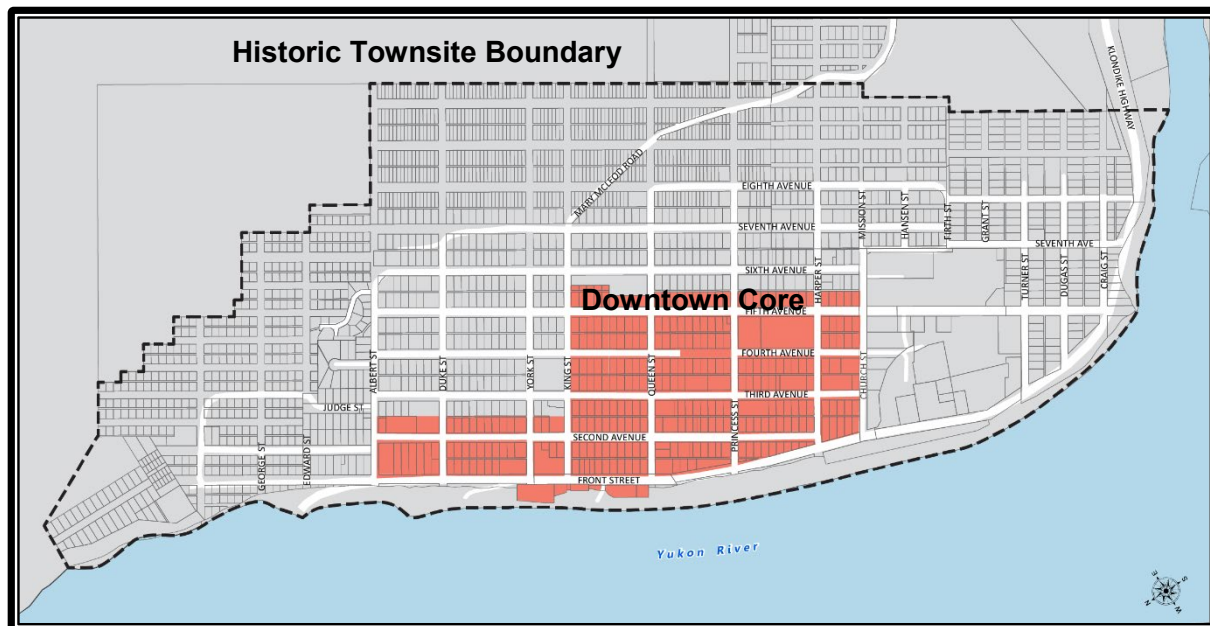 Historic Townsite Boundary
KLONDIKE HIGHWAY
MARY MCLEOD ROAD
EIGHTH AVENUE
MISSION ST
HANSEN ST
FIRTH ST
GRANT ST
SEVENTH AVENUE
SEVENTH AVE
SIXTH AVENUE
HARPER ST
TURNER ST
DUGAS ST
CRAIG ST
Downtown Core
FIFTH AVENUE
FOURTH AVENUE
ALBERT ST
DUKE ST
YORK ST
KING ST
QUEEN ST
CHURCH ST
THIRD AVENUE
JUDGE ST
PRINCESS ST
SECOND AVENUE
GEORGE ST
EDWARD ST
FRONT STREET
Yukon River
E
S
N
W